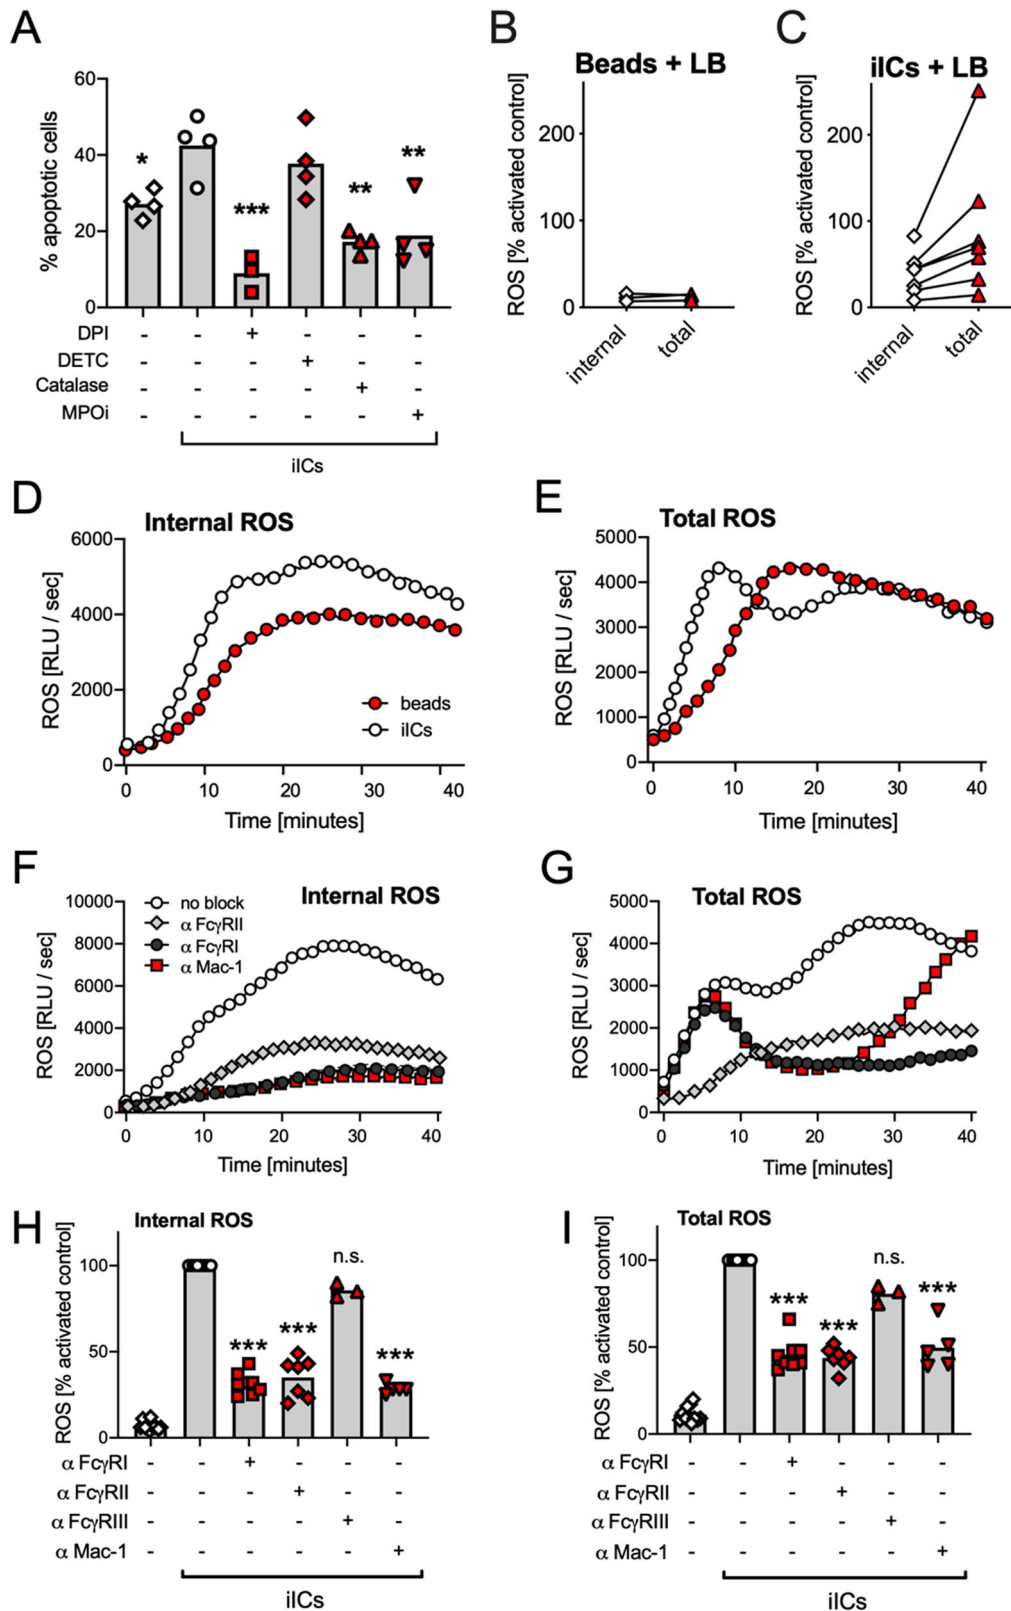 A
% apoptotic cells
60
40
20
0
*
***
**
**
DPI - - + - - -
DETC - - - + - -
Catalase - - - - + -
MPOi - - - - - +
iICs
B
Beads + LB
ROS [% activated control]
200
100
0
internal
total
C
iICs + LB
ROS [% activated control]
200
100
0
internal
total
D
Internal ROS
ROS [RLU / sec]
6000
4000
2000
0
beads
iICs
0 10 20 30 40
Time [minutes]
E
Total ROS
ROS [RLU / sec]
5000
4000
3000
2000
1000
0
0 10 20 30 40
Time [minutes]
F
Internal ROS
ROS [RLU / sec]
10000
8000
6000
4000
2000
0
no block
α FcγRII
α FcγRI
α Mac-1
0 10 20 30 40
Time [minutes]
G
Total ROS
ROS [RLU / sec]
5000
4000
3000
2000
1000
0
0 10 20 30 40
Time [minutes]
H
Internal ROS
ROS [% activated control]
100
50
0
***
***
n.s.
***
α FcγRI - - + - - -
α FcγRII - - - + - -
α FcγRIII - - - - + -
α Mac-1 - - - - - +
iICs
I
Total ROS
ROS [% activated control]
100
50
0
***
***
n.s.
***
α FcγRI - - + - - -
α FcγRII - - - + - -
α FcγRIII - - - - + -
α Mac-1 - - - - - +
iICs